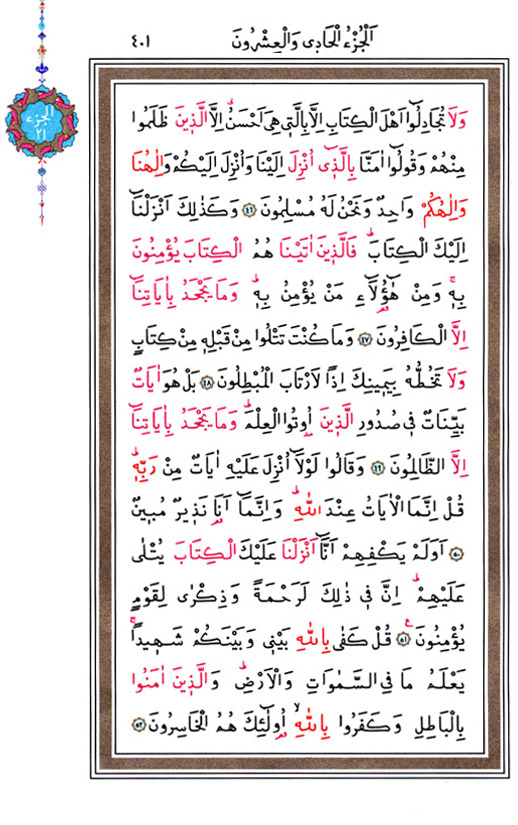 اَلْجُزْءُ الْحَادِى وَالْعِشْرُونَ
٤٠١
الجزء
٢١
وَلَا تُجَادِلُٓوا اَهْلَ الْكِتَابِ اِلَّا بِالَّتٖى هِىَ اَحْسَنُۗ اِلَّا الَّذٖينَ ظَلَمُوا
مِنْهُمْ وَقُولُٓوا اٰمَنَّا بِالَّذٖٓى اُنْزِلَ اِلَيْنَا وَاُنْزِلَ اِلَيْكُمْ وَاِلٰهُنَا
وَاِلٰهُكُمْ وَاحِدٌ وَنَحْنُ لَهُ مُسْلِمُونَ ﴿٤٦﴾ وَكَذٰلِكَ اَنْزَلْنَٓا
اِلَيْكَ الْكِتَابَۜ فَالَّذٖينَ اٰتَيْنَا هُمُ الْكِتَابَ يُؤْمِنُونَ
بِهٖۚ وَمِنْ هٰٓؤُ۬لَٓاءِ مَنْ يُؤْمِنُ بِهٖۜ وَمَا يَجْحَدُ بِاٰيَاتِنَٓا
اِلَّا الْكَافِرُونَ ﴿٤٧﴾ وَمَا كُنْتَ تَتْلُوا مِنْ قَبْلِهٖ مِنْ كِتَابٍ
وَلَا تَخُطُّهُ بِيَمٖينِكَ اِذًا لَارْتَابَ الْمُبْطِلُونَ ﴿٤٨﴾ بَلْ هُوَ اٰيَاتٌ
بَيِّنَاتٌ فٖى صُدُورِ الَّذٖينَ اُو۫تُوا الْعِلْمَۜ وَمَا يَجْحَدُ بِاٰيَاتِنَٓا
اِلَّا الظَّالِمُونَ ﴿٤٩﴾ وَقَالُوا لَوْلَٓا اُنْزِلَ عَلَيْهِ اٰيَاتٌ مِنْ رَبِّهٖۜ
قُلْ اِنَّمَا الْاٰيَاتُ عِنْدَ اللّٰهِۜ وَاِنَّمَٓا اَنَا۬ نَذٖيرٌ مُبٖينٌ
﴿٥٠﴾ اَوَلَمْ يَكْفِهِمْ اَنَّٓا اَنْزَلْنَا عَلَيْكَ الْكِتَابَ يُتْلٰى
عَلَيْهِمْۜ اِنَّ فٖى ذٰلِكَ لَرَحْمَةً وَذِكْرٰى لِقَوْمٍ
يُؤْمِنُونَ ﴿٥١﴾ قُلْ كَفٰى بِاللّٰهِ بَيْنٖى وَبَيْنَكُمْ شَهٖيدًاۚ
يَعْلَمُ مَا فِى السَّمٰوَاتِ وَالْاَرْضِۜ وَالَّذٖينَ اٰمَنُوا
بِالْبَاطِلِ وَكَفَرُوا بِاللّٰهِۙ اُو۬لٰٓئِكَ هُمُ الْخَاسِرُونَ ﴿٥٢﴾